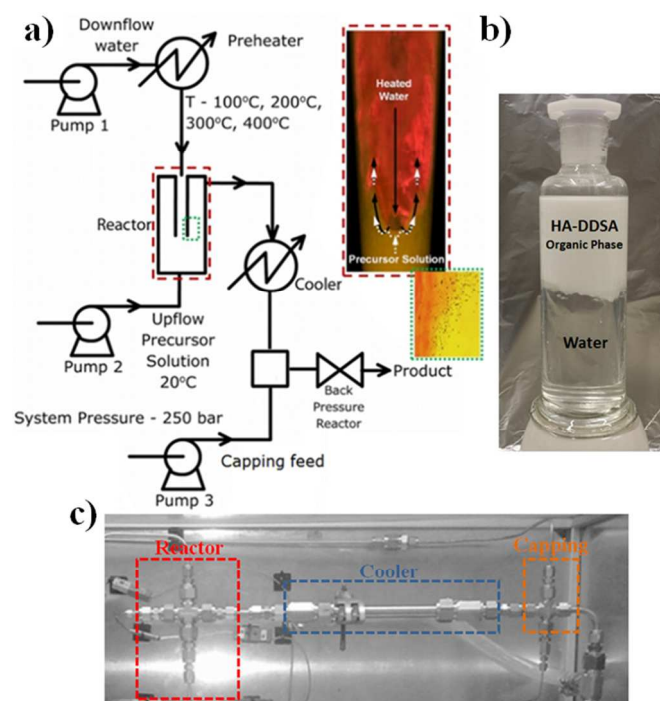 a)
Downflow
water
Preheater
Pump 1
T - 100°C, 200°C,
300°C, 400°C
Reactor
Heated
Water
Precursor Solution
Cooler
Pump 2
Upflow
Precursor
Solution
20°C
Product
Back
Pressure
Reactor
System Pressure - 250 bar
Capping feed
Pump 3
b)
HA-DDSA
Organic Phase
Water
c)
Reactor
Cooler
Capping